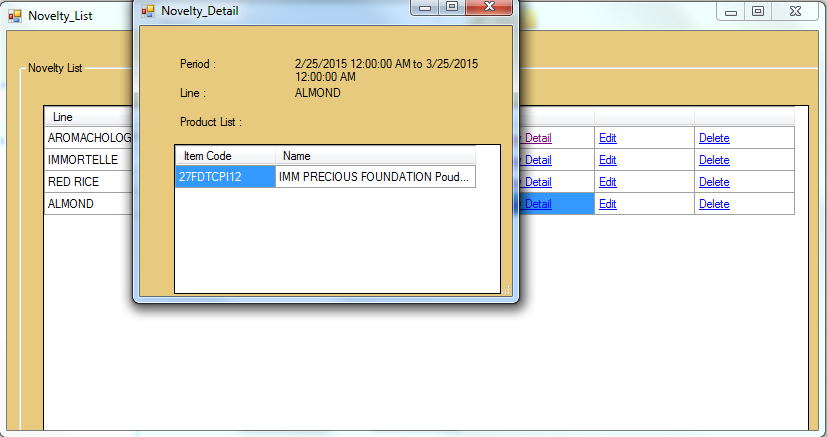 Novelty_List
Novelty_Detail
Novelty List
Period :
2/25/2015 12:00:00 AM to 3/25/2015
12:00:00 AM
Line :
ALMOND
Product List :
Item Code Name
27FDTCPI12 IMM PRECIOUS FOUNDATION Poud...
Line
AROMACHOLOG Detail Edit Delete
IMMORTELLE Detail Edit Delete
RED RICE Detail Edit Delete
ALMOND Detail Edit Delete